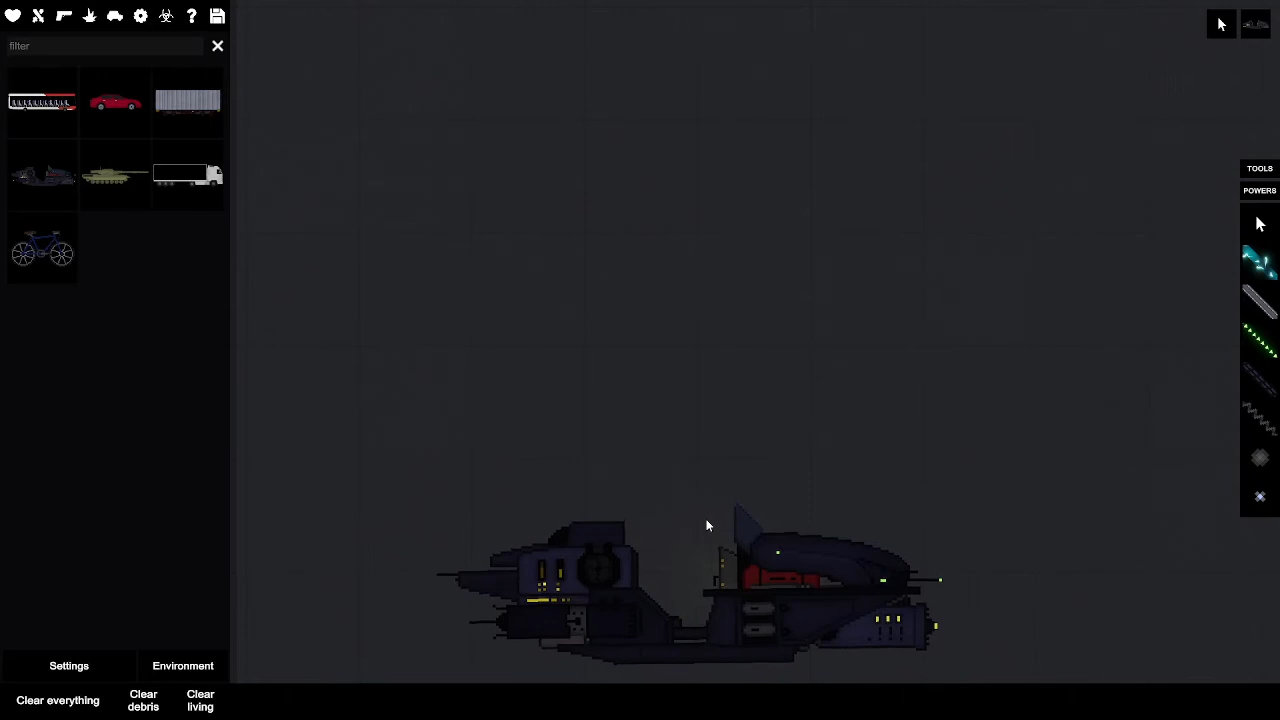 filter
TOOLS
POWERS
Settings
Environment
Clear everything
Clear
debris
Clear
living